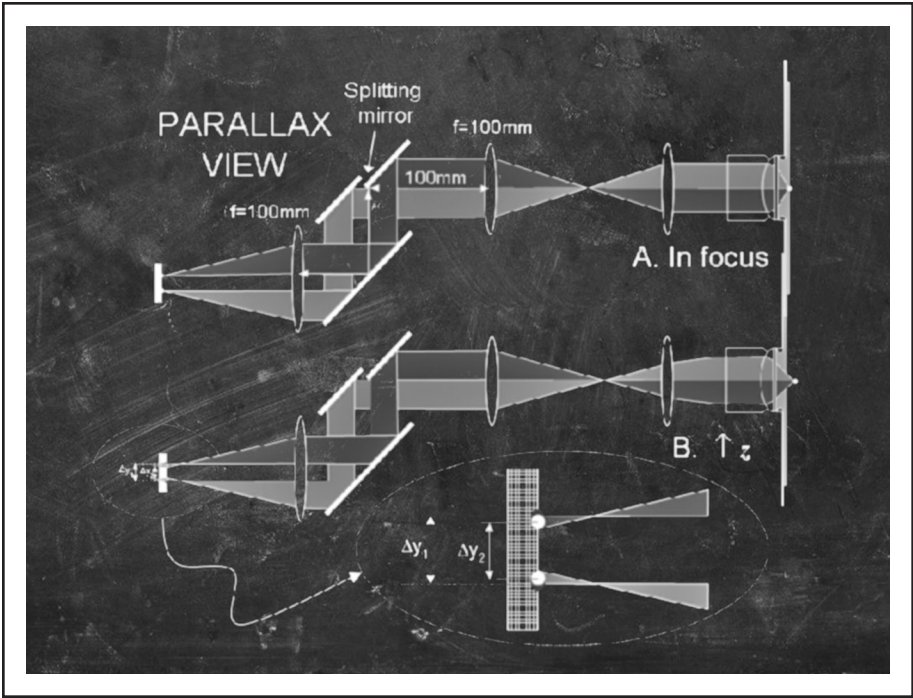 Splitting
mirror
PARALLAX
VIEW
f=100mm
100mm
f=100mm
A. In focus
B. ↑ z
Δy₁
Δy₂